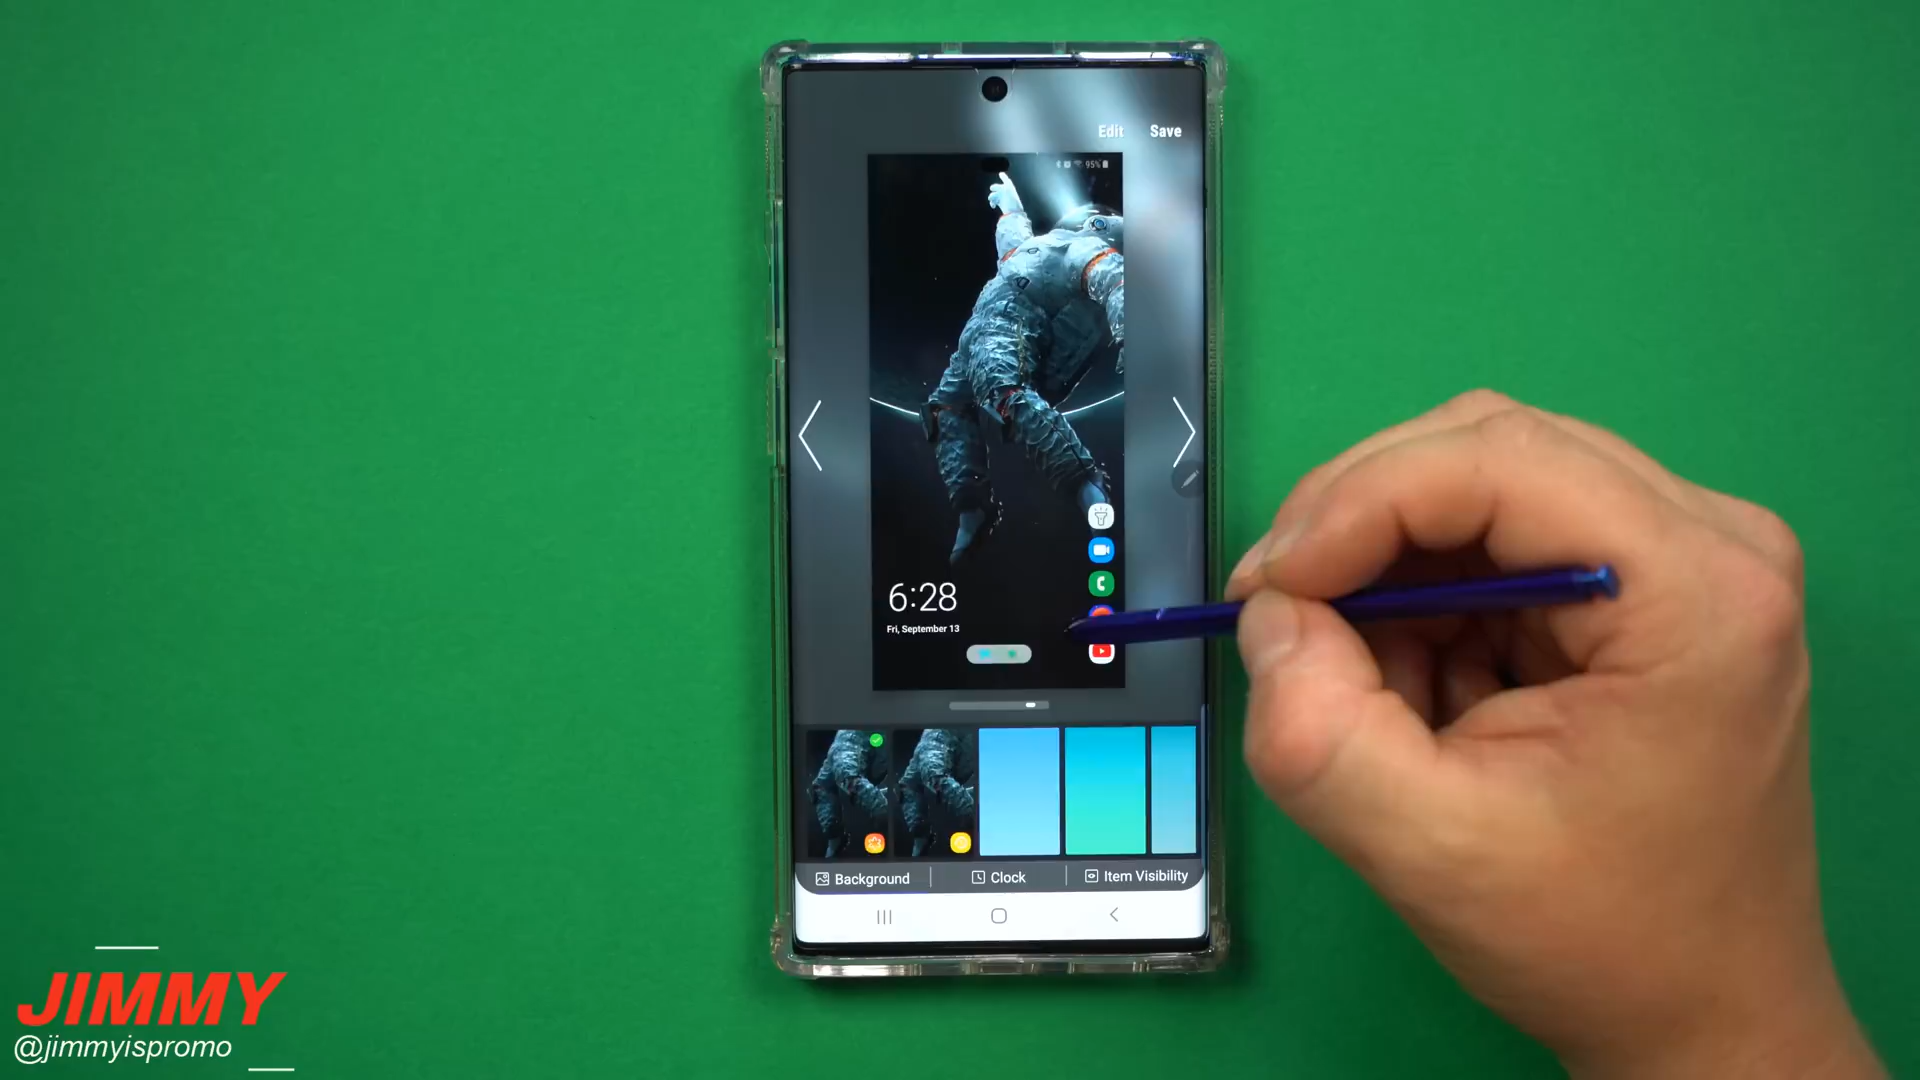 Edit Save
95%
6:28
Fri, September 13
Background Clock Item Visibility
JIMMY
@jimmyispromo